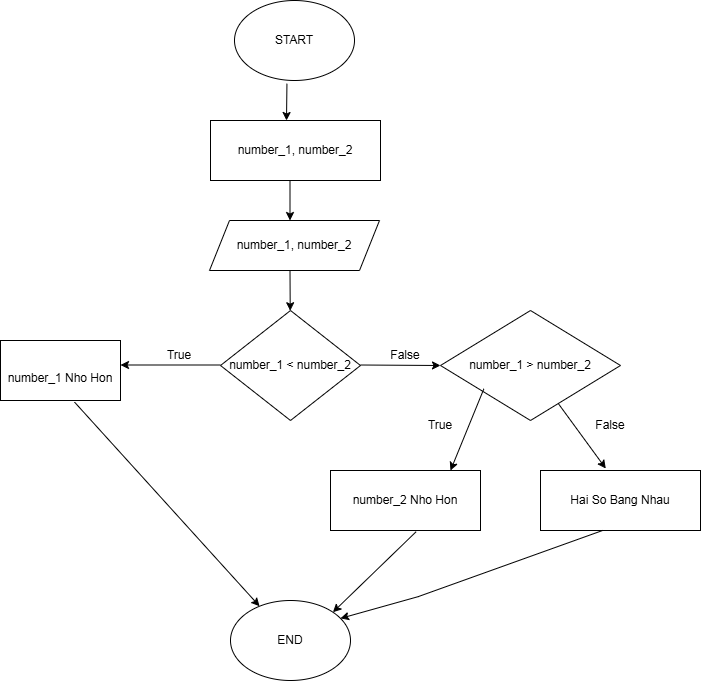 START
number_1, number_2
number_1, number_2
number_1 < number_2
True
False
number_1 > number_2
number_1 Nho Hon
True
False
number_2 Nho Hon
Hai So Bang Nhau
END